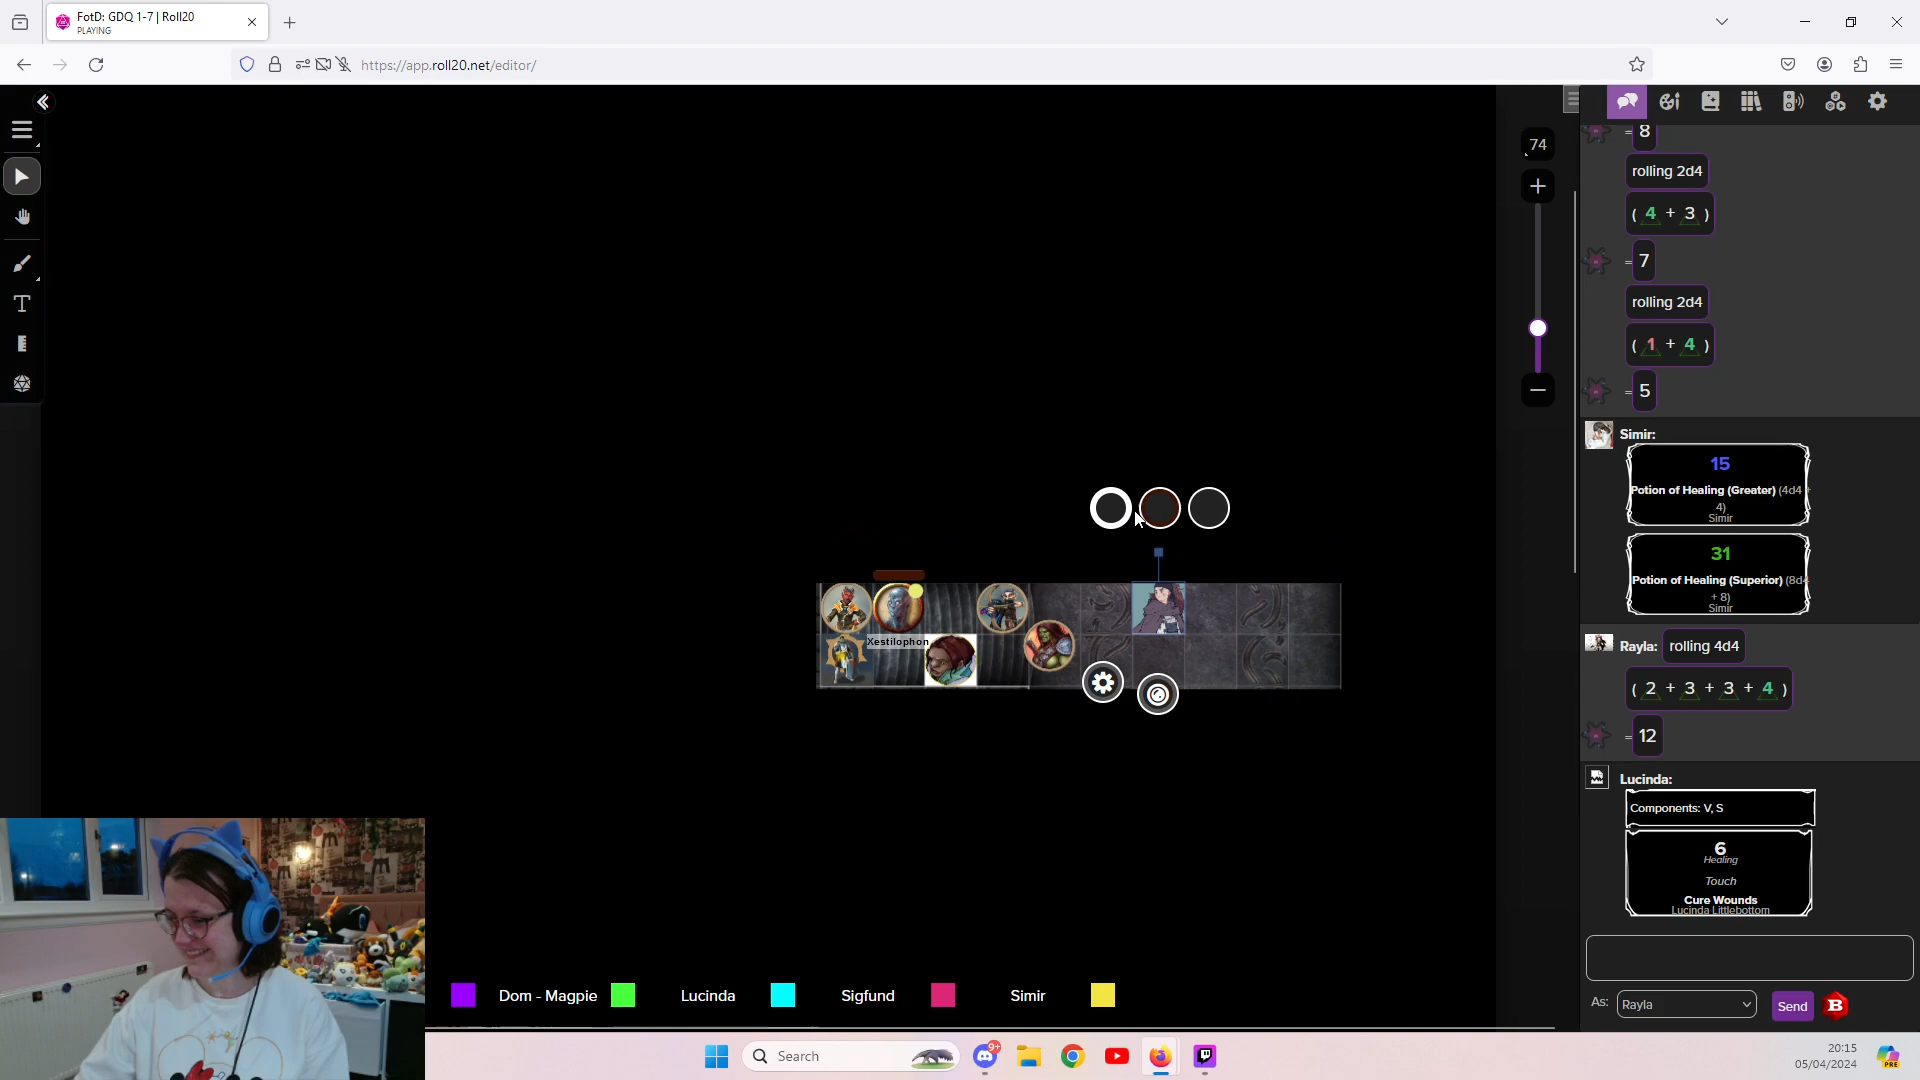 FotD: GDQ 1-7 | Roll20
PLAYING
https://app.roll20.net/editor/
74
=8
rolling 2d4
( 4 + 3 )
=7
rolling 2d4
( 1 + 4 )
=5
Simir:
15
Potion of Healing (Greater) (4d4 +
4)
Simir
31
Potion of Healing (Superior) (8d4
+ 8)
Simir
Rayla: rolling 4d4
( 2 + 3 + 3 + 4 )
=12
Lucinda:
Components: V, S
6
Healing
Touch
Cure Wounds
Lucinda Littlebottom
As: Rayla
Send
B
Xestilophon
Dom - Magpie
Lucinda
Sigfund
Simir
Search
9+
20:15
05/04/2024
PRE